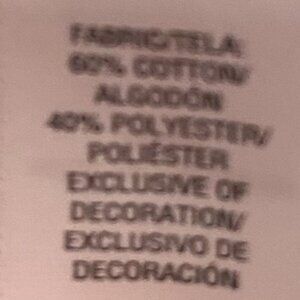 FABRIC/TELA:
60% COTTON/
ALGODÓN
40% POLYESTER/
POLIÉSTER
EXCLUSIVE OF
DECORATION/
EXCLUSIVO DE
DECORACIÓN